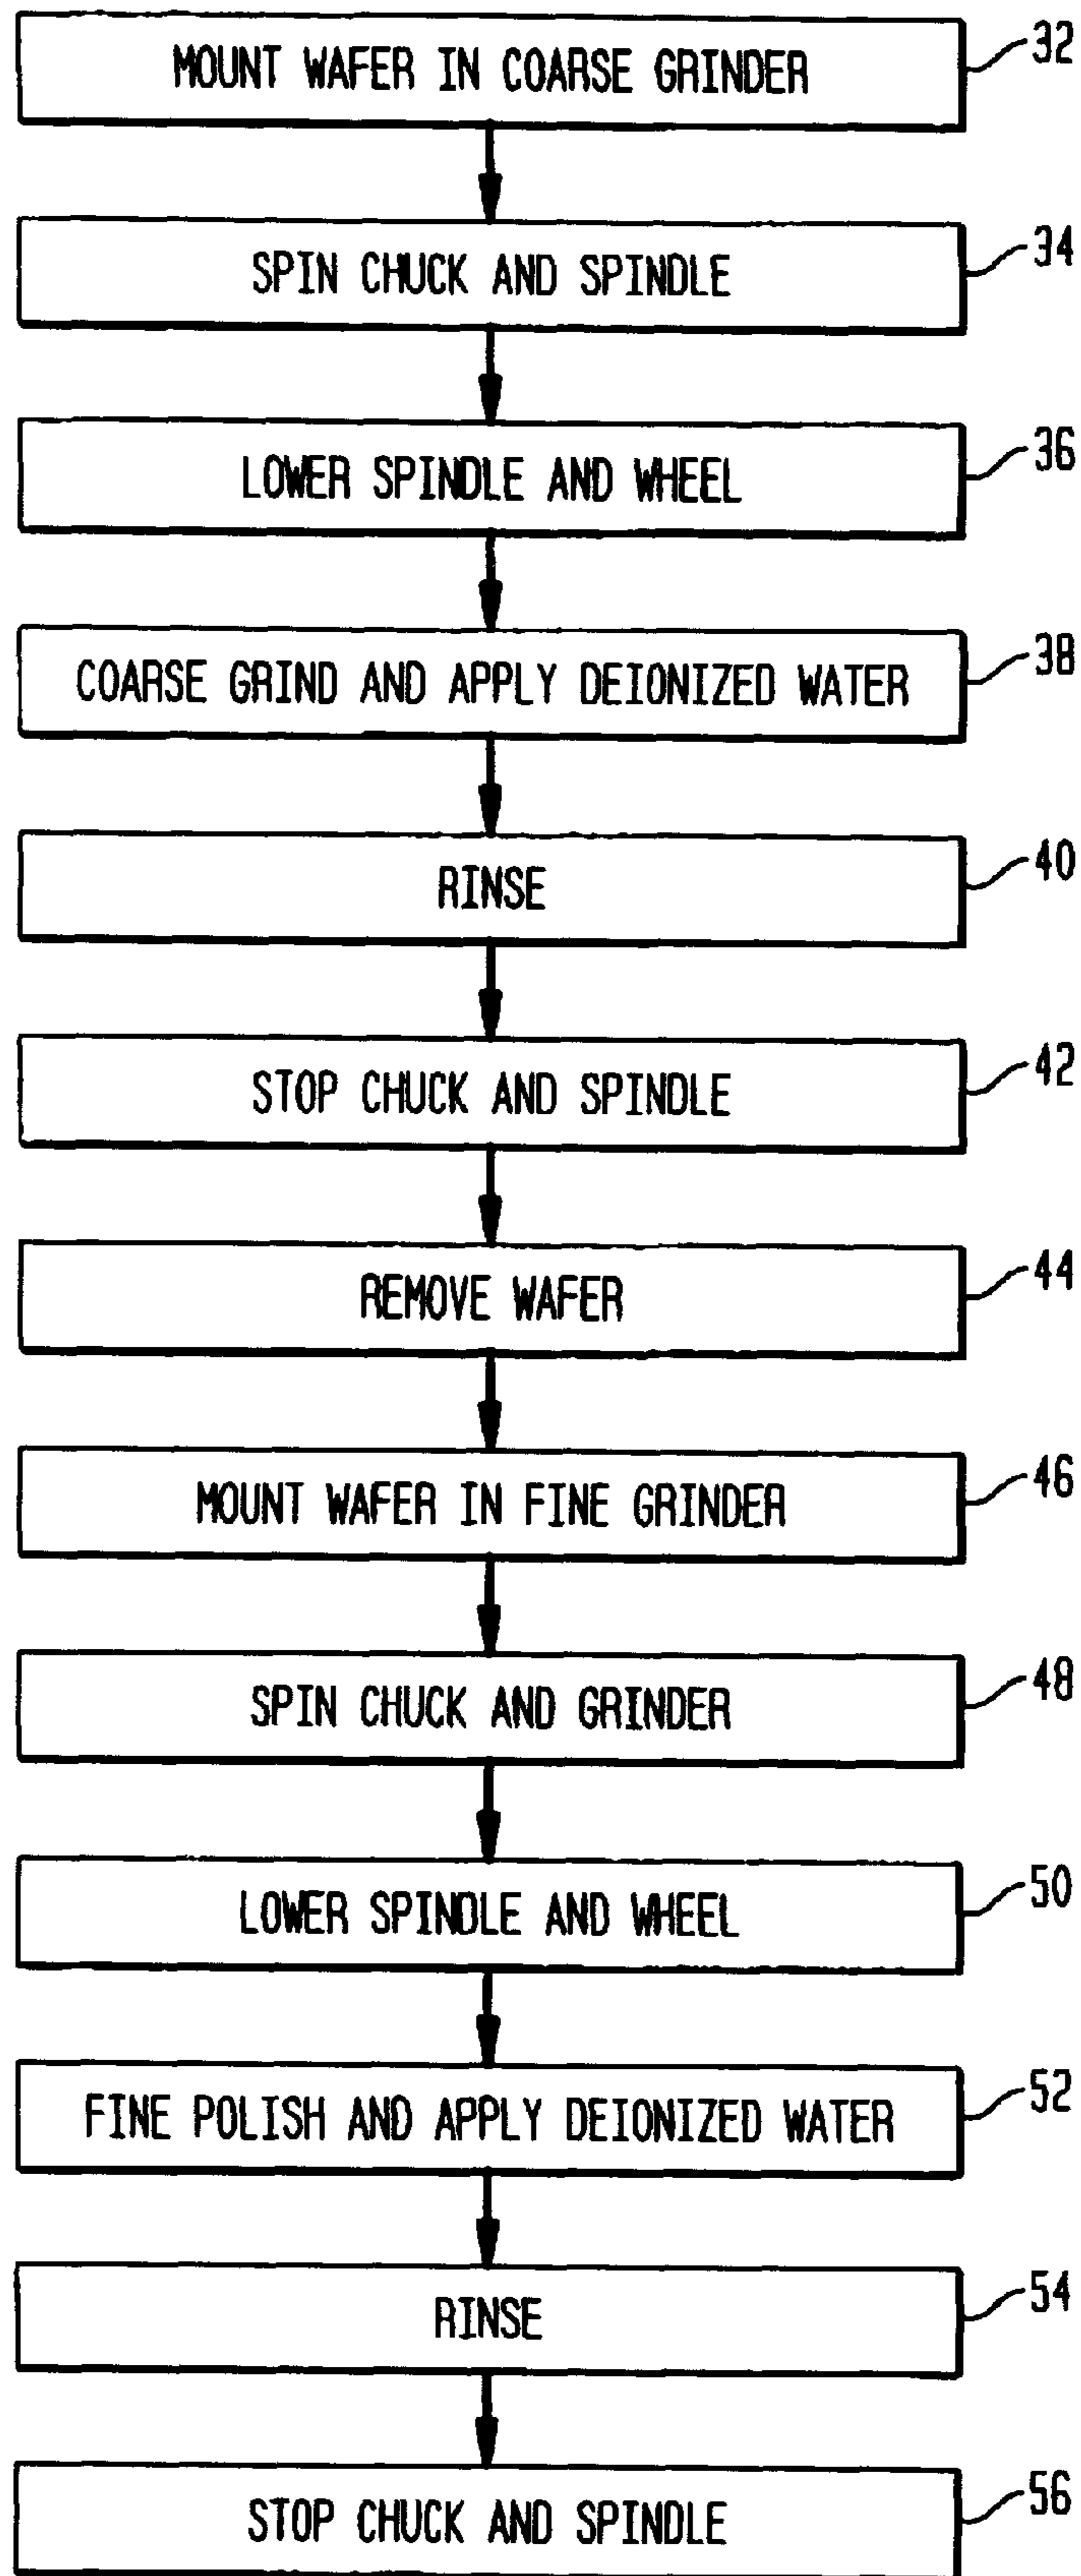 MOUNT WAFER IN COARSE GRINDER 32
SPIN CHUCK AND SPINDLE 34
LOWER SPINDLE AND WHEEL 36
COARSE GRIND AND APPLY DEIONIZED WATER 38
RINSE 40
STOP CHUCK AND SPINDLE 42
REMOVE WAFER 44
MOUNT WAFER IN FINE GRINDER 46
SPIN CHUCK AND GRINDER 48
LOWER SPINDLE AND WHEEL 50
FINE POLISH AND APPLY DEIONIZED WATER 52
RINSE 54
STOP CHUCK AND SPINDLE 56